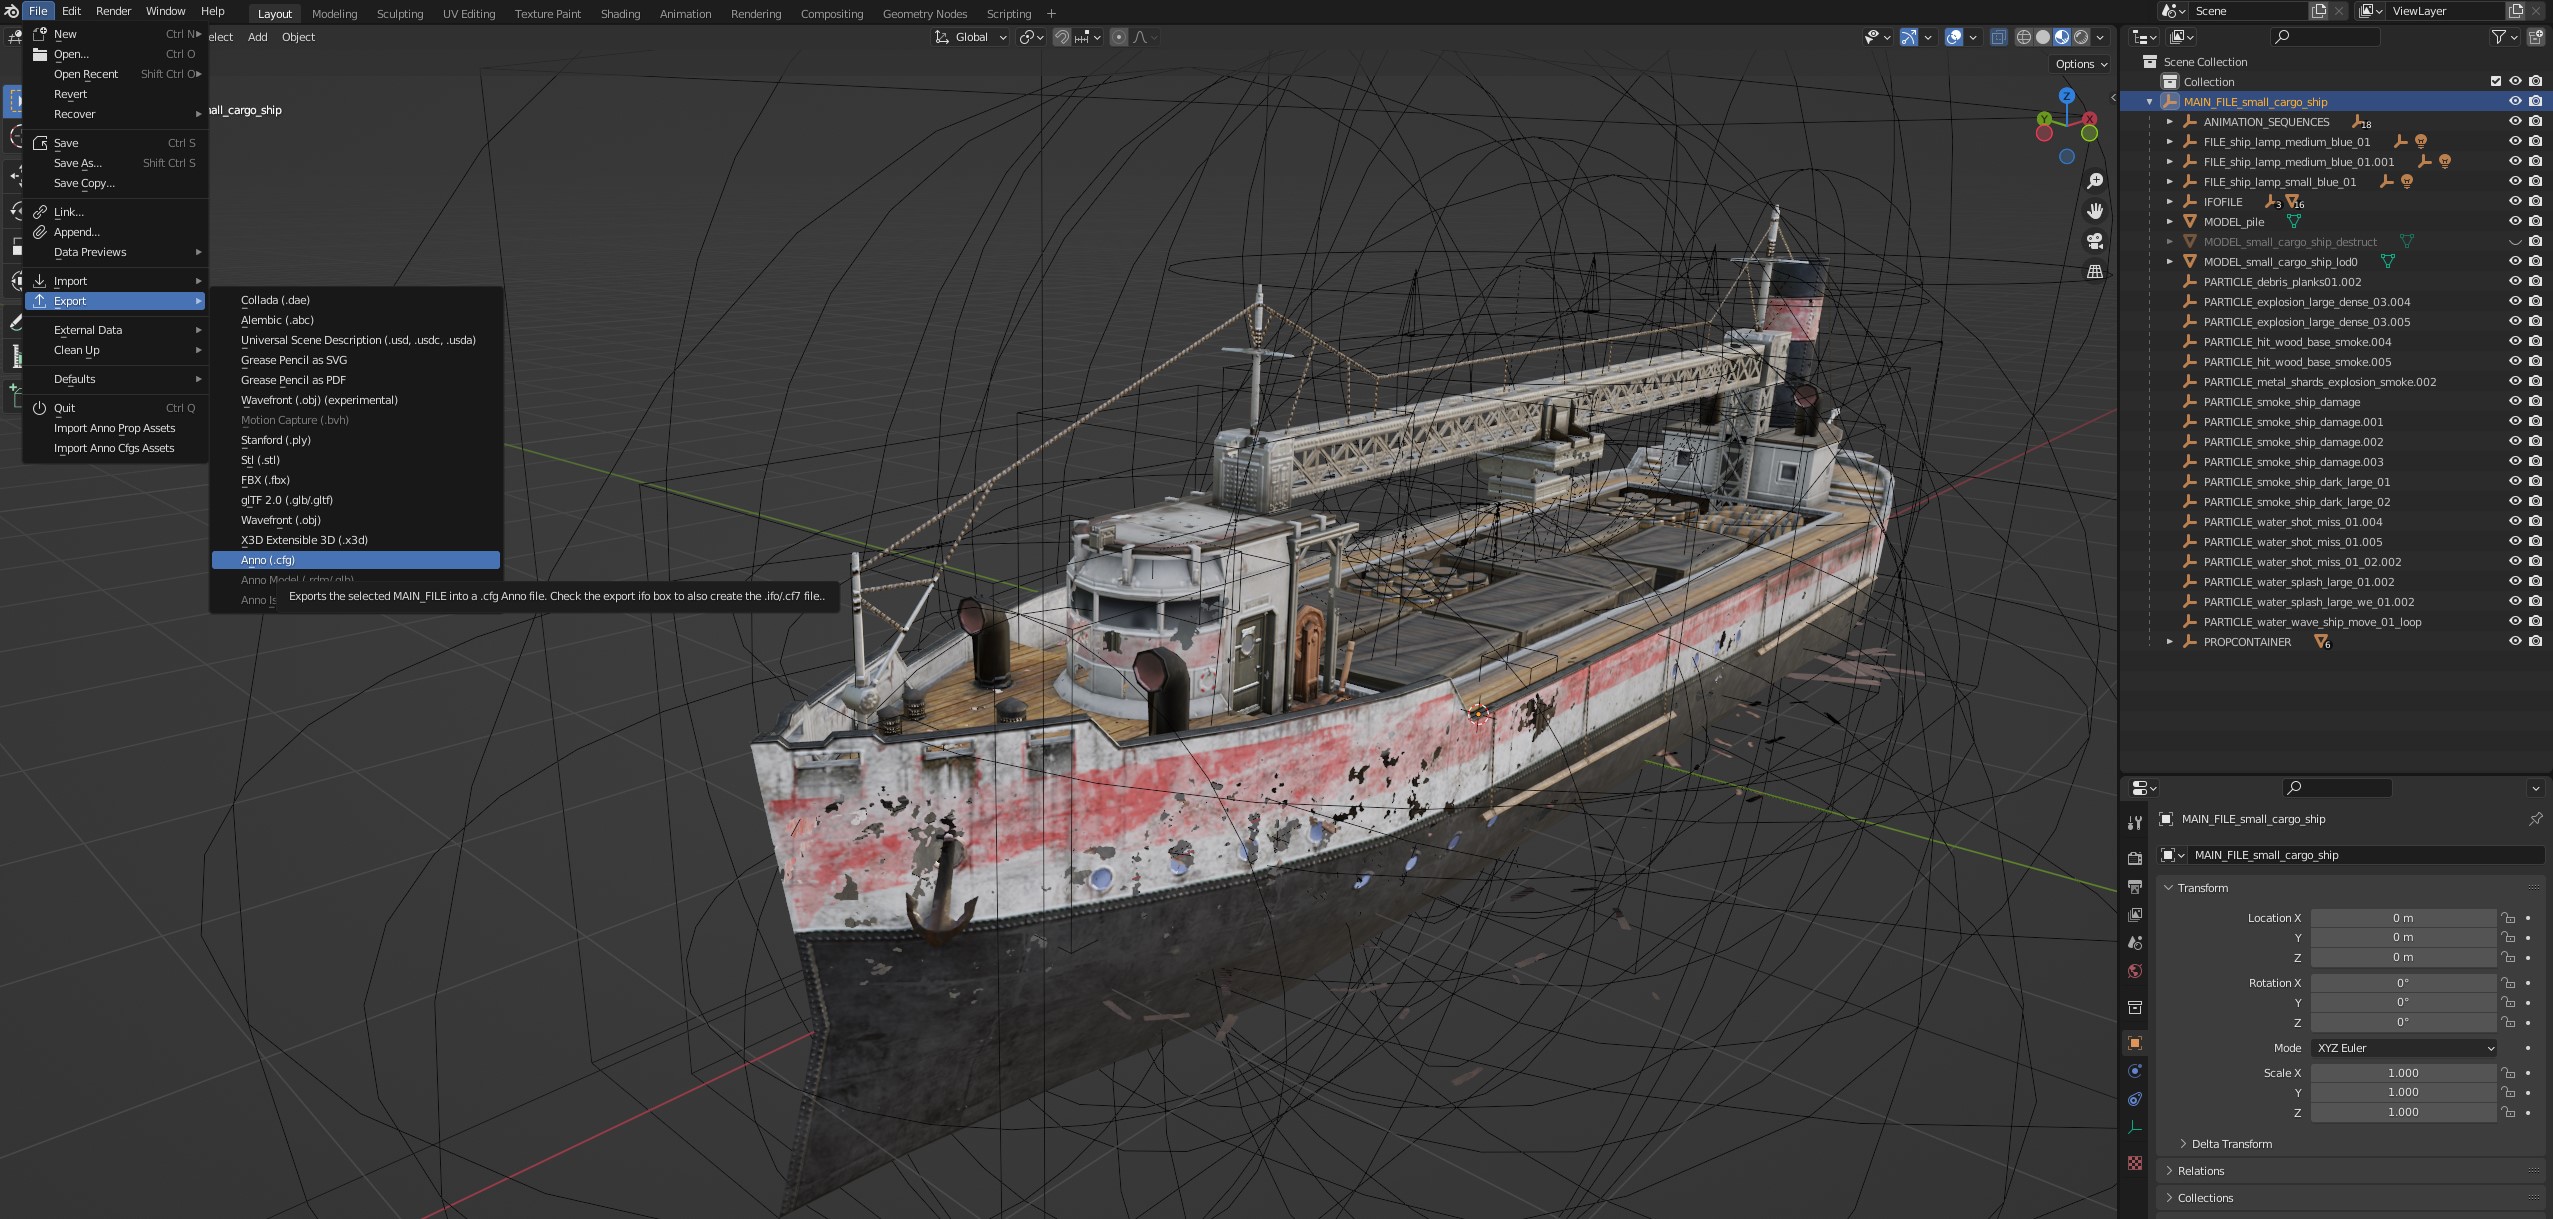 File Edit Render Window Help Layout Modeling Sculpting UV Editing Texture Paint Shading Animation Rendering Compositing Geometry Nodes Scripting + Scene ViewLayer
New Ctrl N
Open... Ctrl O
Open Recent Shift Ctrl O
Revert
Recover
Save Ctrl S
Save As... Shift Ctrl S
Save Copy...
Link...
Append...
Data Previews
Import
Export
External Data
Clean Up
Defaults
Quit Ctrl Q
Import Anno Prop Assets
Import Anno Cfgs Assets
elect Add Object
Global
Options
all_cargo_ship
Z
Y
X
Collada (.dae)
Alembic (.abc)
Universal Scene Description (.usd, .usdc, .usda)
Grease Pencil as SVG
Grease Pencil as PDF
Wavefront (.obj) (experimental)
Motion Capture (.bvh)
Stanford (.ply)
Stl (.stl)
FBX (.fbx)
glTF 2.0 (.glb/.gltf)
Wavefront (.obj)
X3D Extensible 3D (.x3d)
Anno (.cfg)
Anno Model (.rdm/.glb)
Anno Is
Exports the selected MAIN_FILE into a .cfg Anno file. Check the export ifo box to also create the .ifo/.cf7 file..
Scene Collection
Collection
MAIN_FILE_small_cargo_ship
ANIMATION_SEQUENCES 18
FILE_ship_lamp_medium_blue_01
FILE_ship_lamp_medium_blue_01.001
FILE_ship_lamp_small_blue_01
IFOFILE 3 16
MODEL_pile
MODEL_small_cargo_ship_destruct
MODEL_small_cargo_ship_lod0
PARTICLE_debris_planks01.002
PARTICLE_explosion_large_dense_03.004
PARTICLE_explosion_large_dense_03.005
PARTICLE_hit_wood_base_smoke.004
PARTICLE_hit_wood_base_smoke.005
PARTICLE_metal_shards_explosion_smoke.002
PARTICLE_smoke_ship_damage
PARTICLE_smoke_ship_damage.001
PARTICLE_smoke_ship_damage.002
PARTICLE_smoke_ship_damage.003
PARTICLE_smoke_ship_dark_large_01
PARTICLE_smoke_ship_dark_large_02
PARTICLE_water_shot_miss_01.004
PARTICLE_water_shot_miss_01.005
PARTICLE_water_shot_miss_01_02.002
PARTICLE_water_splash_large_01.002
PARTICLE_water_splash_large_we_01.002
PARTICLE_water_wave_ship_move_01_loop
PROPCONTAINER 6
MAIN_FILE_small_cargo_ship
MAIN_FILE_small_cargo_ship
Transform
Location X 0 m
Y 0 m
Z 0 m
Rotation X 0°
Y 0°
Z 0°
Mode XYZ Euler
Scale X 1.000
Y 1.000
Z 1.000
Delta Transform
Relations
Collections